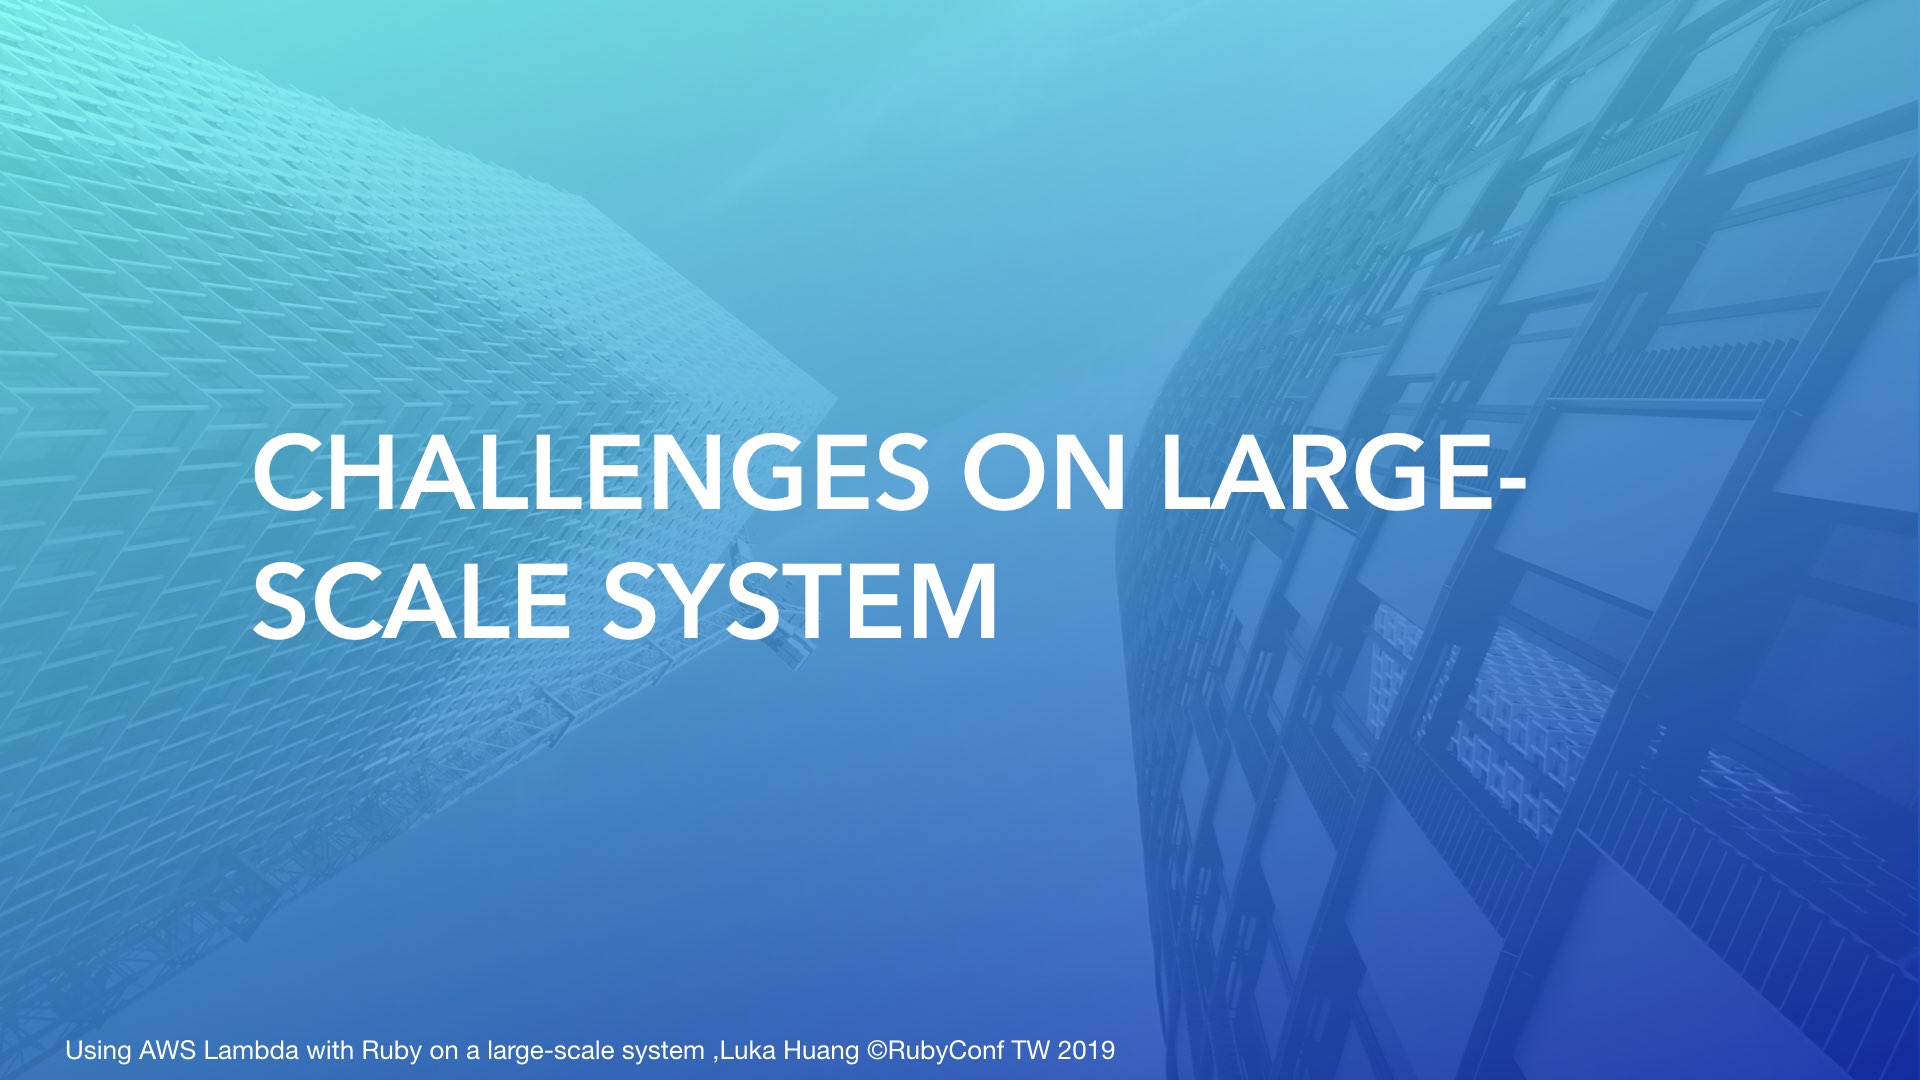 CHALLENGES ON LARGE-
SCALE SYSTEM
Using AWS Lambda with Ruby on a large-scale system ,Luka Huang ©RubyConf TW 2019